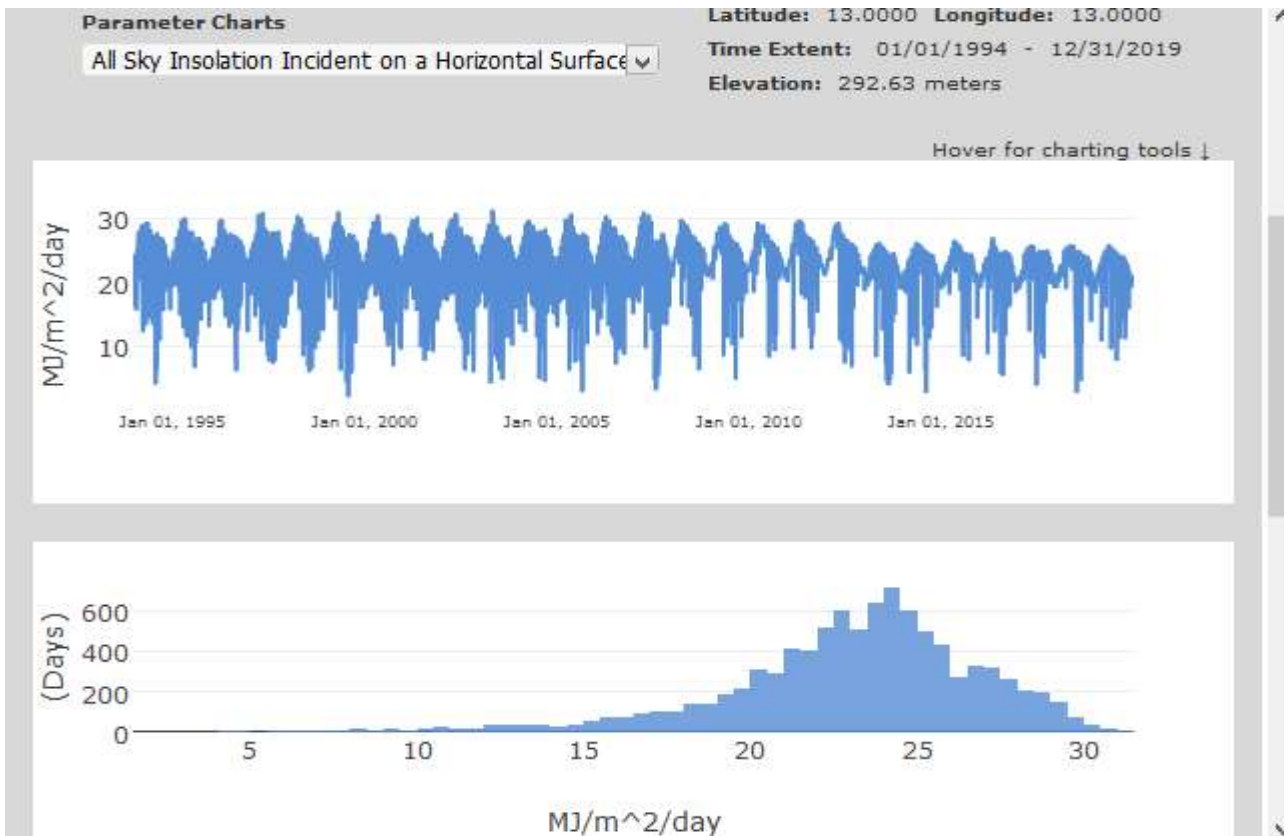 Parameter Charts
All Sky Insolation Incident on a Horizontal Surface
Latitude: 13.0000 Longitude: 13.0000
Time Extent: 01/01/1994 - 12/31/2019
Elevation: 292.63 meters
Hover for charting tools ↓
MJ/m^2/day
30
20
10
Jan 01, 1995 Jan 01, 2000 Jan 01, 2005 Jan 01, 2010 Jan 01, 2015
(Days)
600
400
200
0
5 10 15 20 25 30
MJ/m^2/day